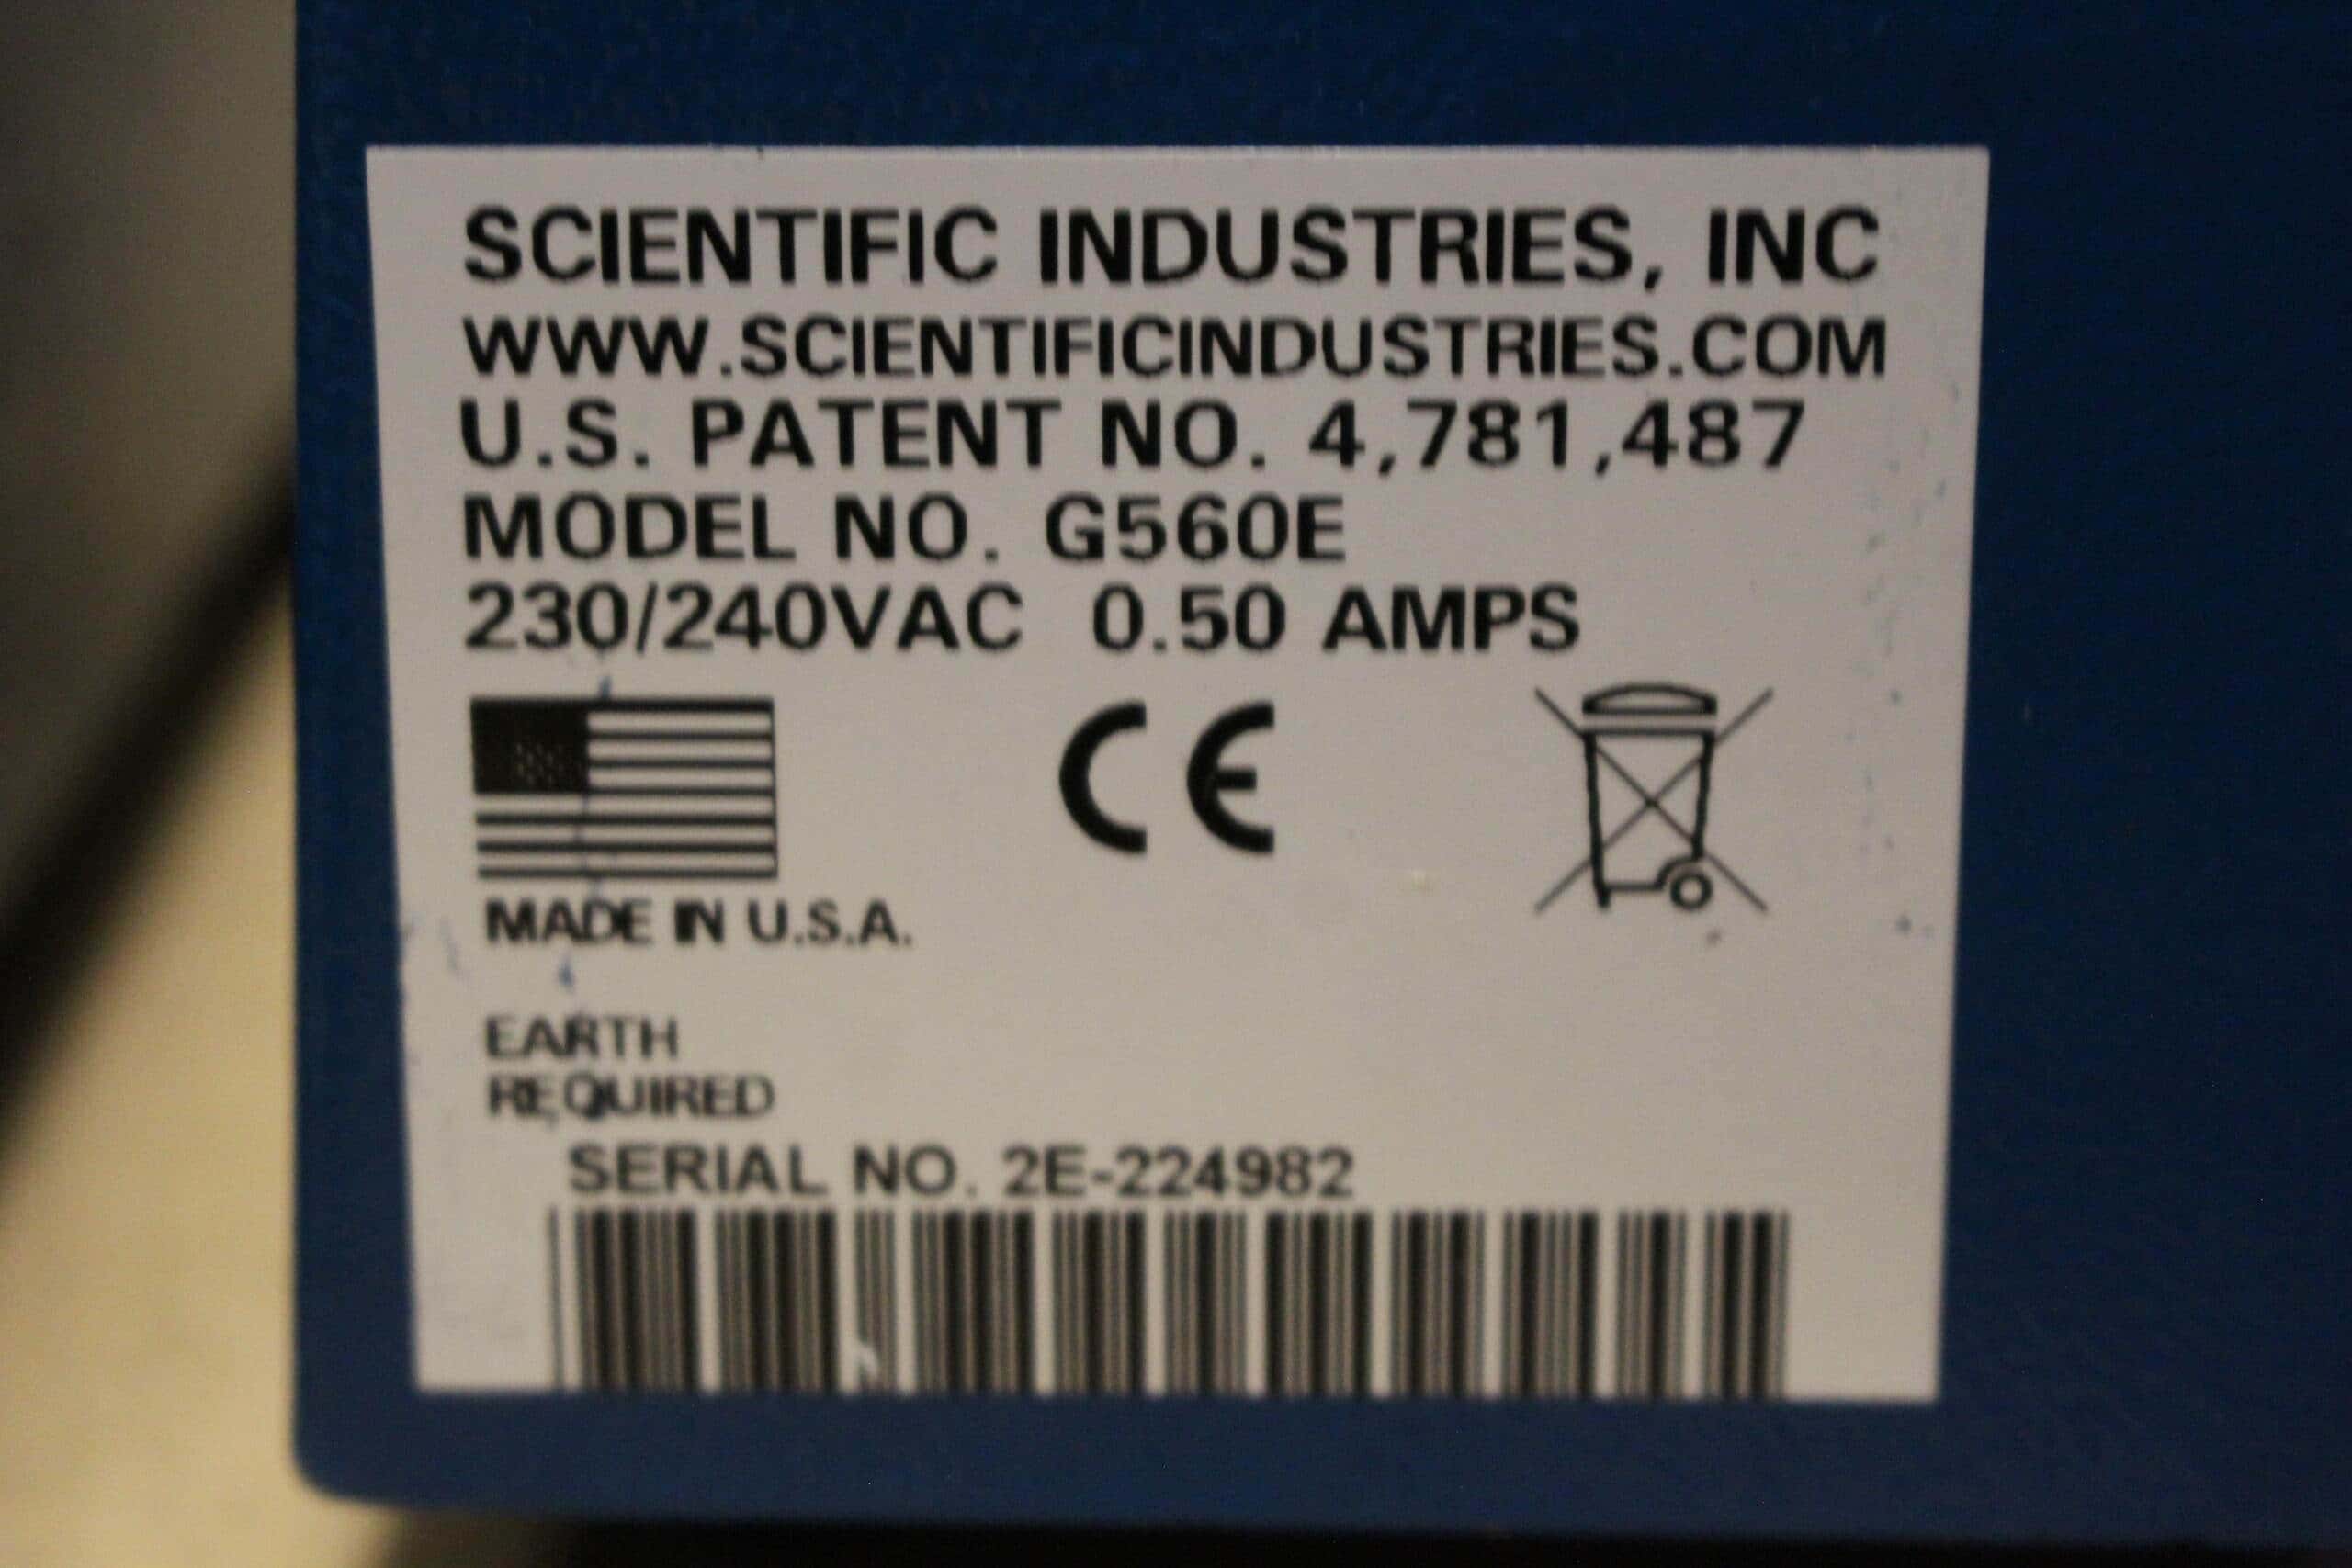 SCIENTIFIC INDUSTRIES, INC
WWW.SCIENTIFICINDUSTRIES.COM
U.S. PATENT NO. 4,781,487
MODEL NO. G560E
230/240VAC 0.50 AMPS
CE
MADE IN U.S.A.
EARTH
REQUIRED
SERIAL NO. 2E-224982